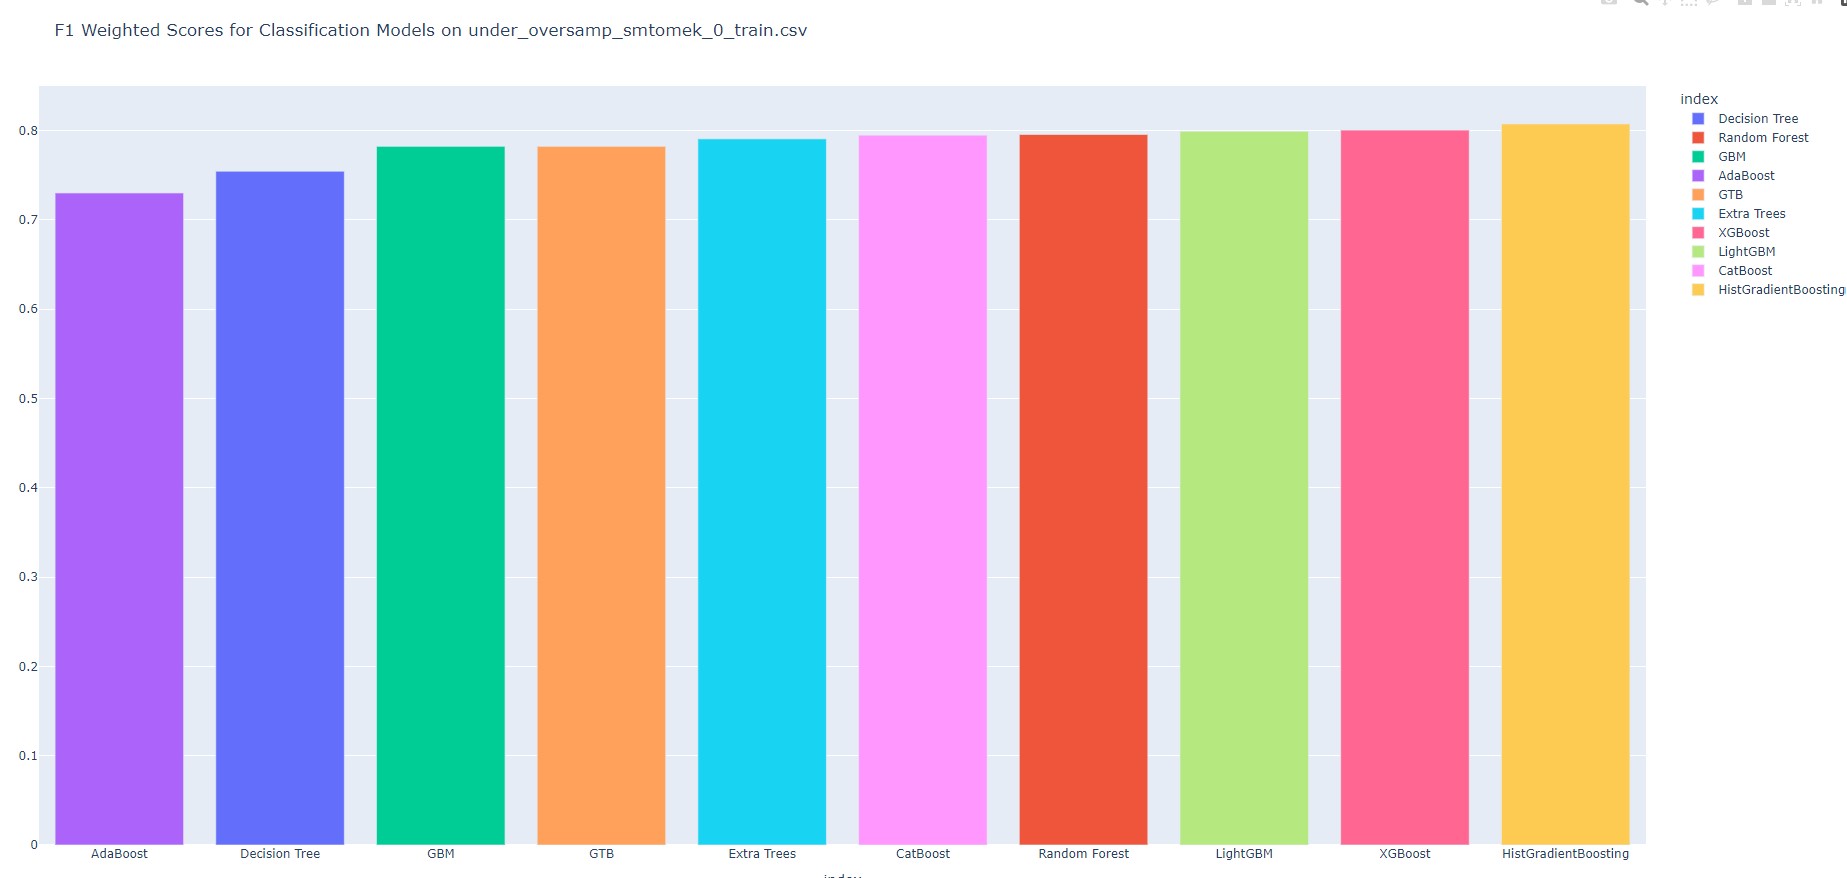 F1 Weighted Scores for Classification Models on under_oversamp_smtomek_0_train.csv
index
Decision Tree
Random Forest
GBM
AdaBoost
GTB
Extra Trees
XGBoost
LightGBM
CatBoost
HistGradientBoosting
0.8
0.7
0.6
0.5
0.4
0.3
0.2
0.1
0
AdaBoost Decision Tree GBM GTB Extra Trees CatBoost Random Forest LightGBM XGBoost HistGradientBoosting
index